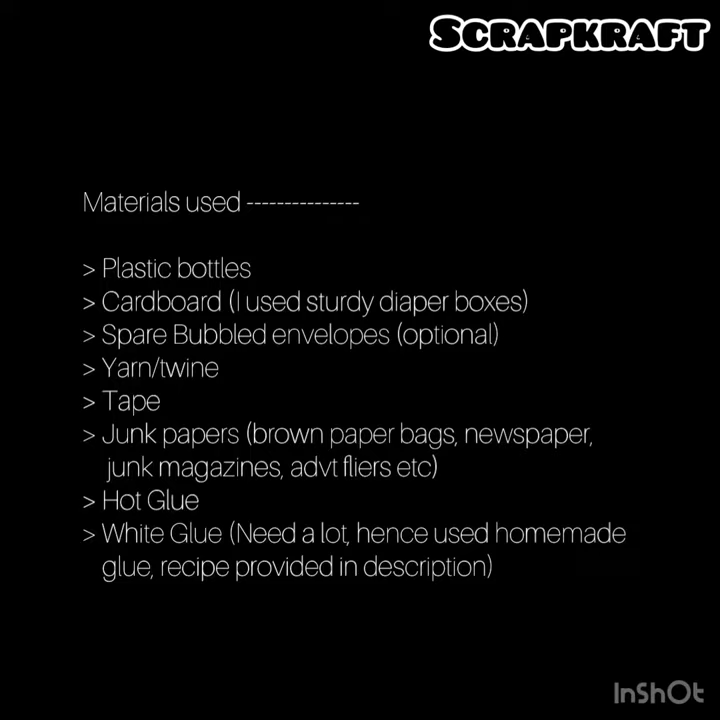 SCRAPKRAFT
Materials used ---------------
> Plastic bottles
> Cardboard (I used sturdy diaper boxes)
> Spare Bubbled envelopes (optional)
> Yarn/twine
> Tape
> Junk papers (brown paper bags, newspaper,
junk magazines, advt fliers etc)
> Hot Glue
> White Glue (Need a lot, hence used homemade
glue, recipe provided in description)
InShOt